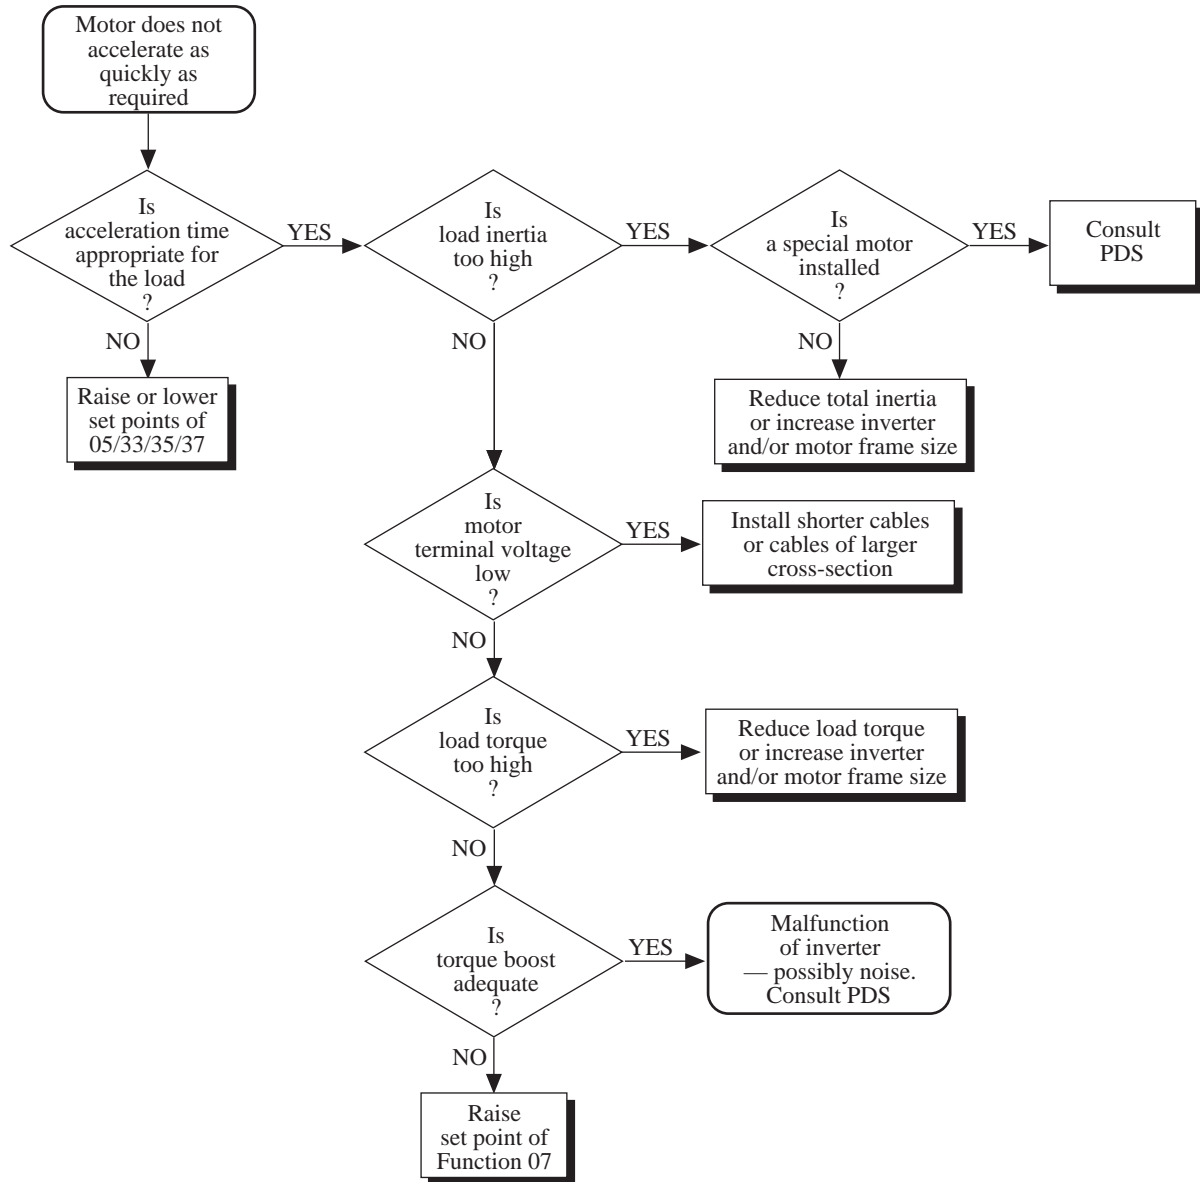 Motor does not
accelerate as
quickly as
required
Is
acceleration time
appropriate for
the load
?
YES
Is
load inertia
too high
?
YES
Is
a special motor
installed
?
YES
Consult
PDS
NO
Raise or lower
set points of
05/33/35/37
NO
NO
Reduce total inertia
or increase inverter
and/or motor frame size
Is
motor
terminal voltage
low
?
YES
Install shorter cables
or cables of larger
cross-section
NO
Is
load torque
too high
?
YES
Reduce load torque
or increase inverter
and/or motor frame size
NO
Is
torque boost
adequate
?
YES
Malfunction
of inverter
— possibly noise.
Consult PDS
NO
Raise
set point of
Function 07